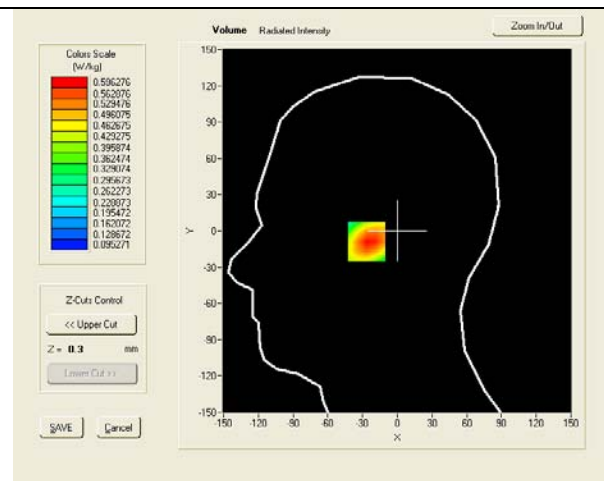 Volume Radiated Intensity
Zoom In/Out
Colors Scale
(W/kg)
0.596276
0.562876
0.529476
0.496075
0.462675
0.429275
0.395874
0.362474
0.329074
0.295673
0.262273
0.228873
0.195472
0.162072
0.128672
0.095271
Z-Cuts Control
<< Upper Cut
Z = 0.3 mm
Lower Cut >>
SAVE Cancel
150
120
90
60
30
0
-30
-60
-90
-120
-150
Y
-150 -120 -90 -60 -30 0 30 60 90 120 150
X